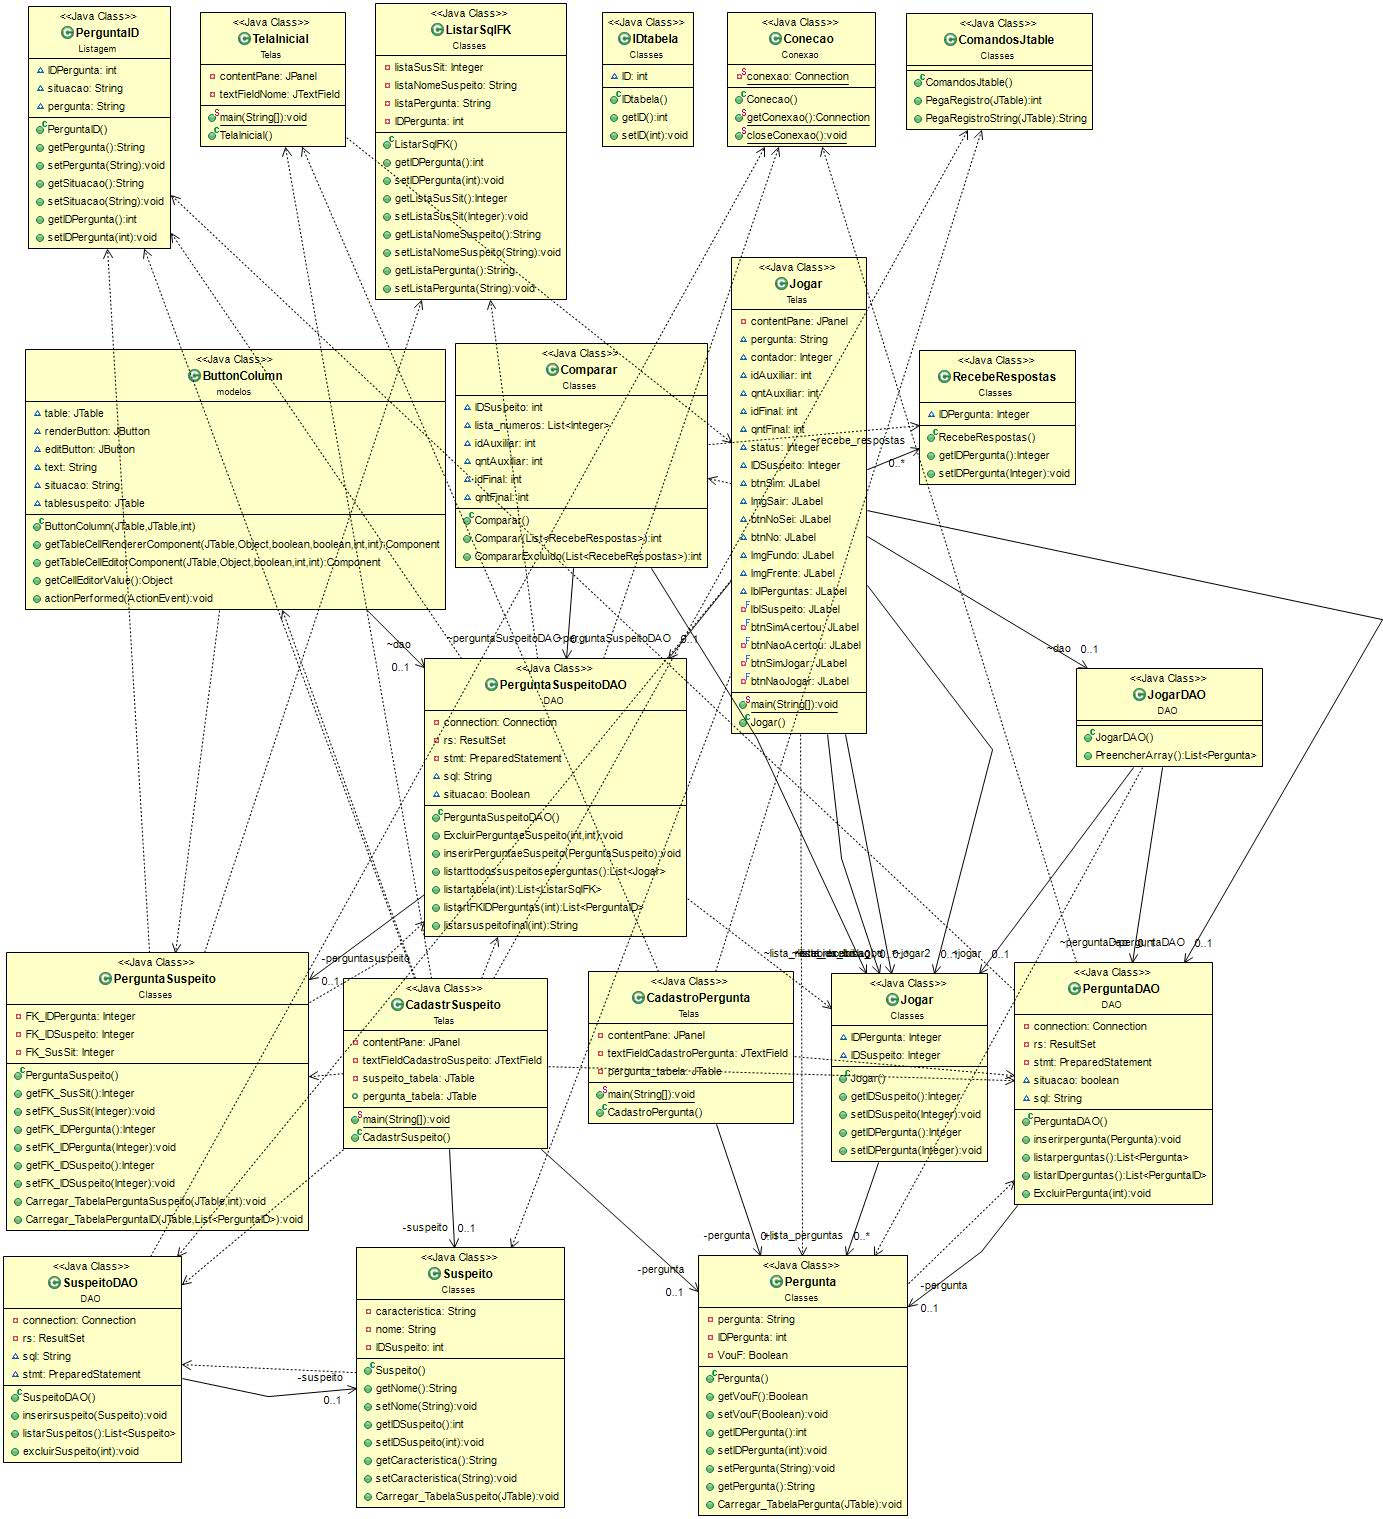 <<Java Class>>
PerguntaID
Listagem
IDPergunta: int
situacao: String
pergunta: String
PerguntaID()
getPergunta():String
setPergunta(String):void
getSituacao():String
setSituacao(String):void
getIDPergunta():int
setIDPergunta(int):void
<<Java Class>>
TelaInicial
Telas
contentPane: JPanel
textFieldNome: JTextField
main(String[]):void
TelaInicial()
<<Java Class>>
ListarSqlFK
Classes
listaSusSit: Integer
listaNomeSuspeito: String
listaPergunta: String
IDPergunta: int
ListarSqlFK()
getIDPergunta():int
setIDPergunta(int):void
getListaSusSit():Integer
setListaSusSit(Integer):void
getListaNomeSuspeito():String
setListaNomeSuspeito(String):void
getListaPergunta():String
setListaPergunta(String):void
<<Java Class>>
IDtabela
Classes
ID: int
IDtabela()
getID():int
setID(int):void
<<Java Class>>
Conecao
Conexao
conexao: Connection
Conecao()
getConexao():Connection
closeConexao():void
<<Java Class>>
ComandosJtable
Classes
ComandosJtable()
PegaRegistro(JTable):int
PegaRegistroString(JTable):String
<<Java Class>>
ButtonColumn
modelos
table: JTable
renderButton: JButton
editButton: JButton
text: String
situacao: String
tablesuspeito: JTable
ButtonColumn(JTable,JTable,int)
getTableCellRendererComponent(JTable,Object,boolean,boolean,int,int):Component
getTableCellEditorComponent(JTable,Object,boolean,int,int):Component
getCellEditorValue():Object
actionPerformed(ActionEvent):void
<<Java Class>>
Comparar
Classes
IDSuspeito: int
lista_numeros: List<Integer>
idAuxiliar: int
qntAuxiliar: int
idFinal: int
qntFinal: int
Comparar()
Comparar(List<RecebeRespostas>):int
CompararExcluido(List<RecebeRespostas>):int
<<Java Class>>
Jogar
Telas
contentPane: JPanel
pergunta: String
contador: Integer
idAuxiliar: int
qntAuxiliar: int
idFinal: int
qntFinal: int
status: Integer
IDSuspeito: Integer
btnSim: JLabel
ImgSair: JLabel
btnNoSei: JLabel
btnNo: JLabel
ImgFundo: JLabel
ImgFrente: JLabel
lblPerguntas: JLabel
lblSuspeito: JLabel
btnSimAcertou: JLabel
btnNaoAcertou: JLabel
btnSimJogar: JLabel
btnNaoJogar: JLabel
main(String[]):void
Jogar()
<<Java Class>>
RecebeRespostas
Classes
IDPergunta: Integer
RecebeRespostas()
getIDPergunta():Integer
setIDPergunta(Integer):void
~recebe_respostas
0..*
~dao
0..1
~perguntaSuspeitoDAO
~perguntaSuspeitoDAO
0..1
~dao
0..1
<<Java Class>>
PerguntaSuspeitoDAO
DAO
connection: Connection
rs: ResultSet
stmt: PreparedStatement
sql: String
situacao: Boolean
PerguntaSuspeitoDAO()
ExcluirPerguntaeSuspeito(int,int):void
inserirPerguntaeSuspeito(PerguntaSuspeito):void
listarttodossuspeitoseperguntas():List<Jogar>
listartabela(int):List<ListarSqlFK>
listartFKIDPerguntas(int):List<PerguntaID>
listarsuspeitofinal(int):String
<<Java Class>>
JogarDAO
DAO
JogarDAO()
PreencherArray():List<Pergunta>
-perguntasuspeito
0..1
~jogar2
~jogar
0..1
~perguntaDAO
0..1
<<Java Class>>
PerguntaSuspeito
Classes
FK_IDPergunta: Integer
FK_IDSuspeito: Integer
FK_SusSit: Integer
PerguntaSuspeito()
getFK_SusSit():Integer
setFK_SusSit(Integer):void
getFK_IDPergunta():Integer
setFK_IDPergunta(Integer):void
getFK_IDSuspeito():Integer
setFK_IDSuspeito(Integer):void
Carregar_TabelaPerguntaSuspeito(JTable,int):void
Carregar_TabelaPerguntaID(JTable,List<PerguntaID>):void
<<Java Class>>
CadastrSuspeito
Telas
contentPane: JPanel
textFieldCadastroSuspeito: JTextField
suspeito_tabela: JTable
pergunta_tabela: JTable
main(String[]):void
CadastrSuspeito()
<<Java Class>>
CadastroPergunta
Telas
contentPane: JPanel
textFieldCadastroPergunta: JTextField
pergunta_tabela: JTable
main(String[]):void
CadastroPergunta()
<<Java Class>>
Jogar
Classes
IDPergunta: Integer
IDSuspeito: Integer
Jogar()
getIDSuspeito():Integer
setIDSuspeito(Integer):void
getIDPergunta():Integer
setIDPergunta(Integer):void
<<Java Class>>
PerguntaDAO
DAO
connection: Connection
rs: ResultSet
stmt: PreparedStatement
situacao: boolean
sql: String
PerguntaDAO()
inserirpergunta(Pergunta):void
listarperguntas():List<Pergunta>
listarIDperguntas():List<PerguntaID>
ExcluirPergunta(int):void
-suspeito
0..1
-pergunta
0..1
-pergunta
~lista_perguntas
0..*
-pergunta
0..1
<<Java Class>>
SuspeitoDAO
DAO
connection: Connection
rs: ResultSet
sql: String
stmt: PreparedStatement
SuspeitoDAO()
inserirsuspeito(Suspeito):void
listarSuspeitos():List<Suspeito>
excluirSuspeito(int):void
-suspeito
0..1
<<Java Class>>
Suspeito
Classes
caracteristica: String
nome: String
IDSuspeito: int
Suspeito()
getNome():String
setNome(String):void
getIDSuspeito():int
setIDSuspeito(int):void
getCaracteristica():String
setCaracteristica(String):void
Carregar_TabelaSuspeito(JTable):void
<<Java Class>>
Pergunta
Classes
pergunta: String
IDPergunta: int
VouF: Boolean
Pergunta()
getVouF():Boolean
setVouF(Boolean):void
getIDPergunta():int
setIDPergunta(int):void
setPergunta(String):void
getPergunta():String
Carregar_TabelaPergunta(JTable):void